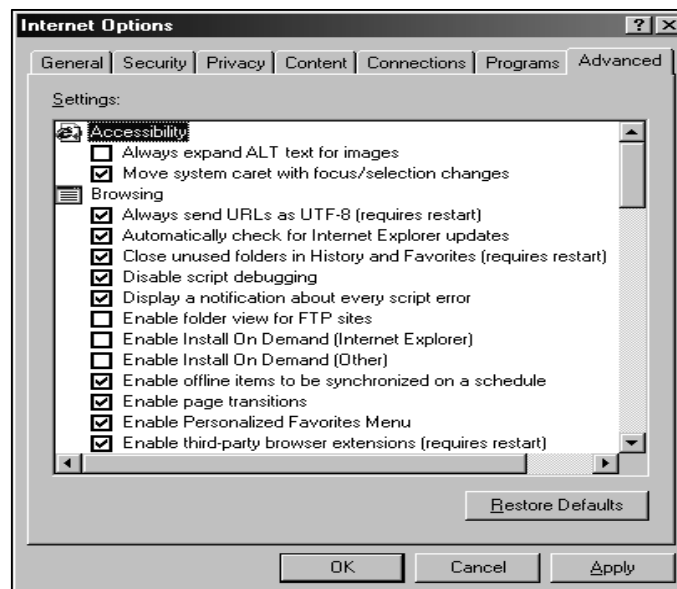 Internet Options
General Security Privacy Content Connections Programs Advanced
Settings:
Accessibility
Always expand ALT text for images
Move system caret with focus/selection changes
Browsing
Always send URLs as UTF-8 (requires restart)
Automatically check for Internet Explorer updates
Close unused folders in History and Favorites (requires restart)
Disable script debugging
Display a notification about every script error
Enable folder view for FTP sites
Enable Install On Demand (Internet Explorer)
Enable Install On Demand (Other)
Enable offline items to be synchronized on a schedule
Enable page transitions
Enable Personalized Favorites Menu
Enable third-party browser extensions (requires restart)
Restore Defaults
OK Cancel Apply